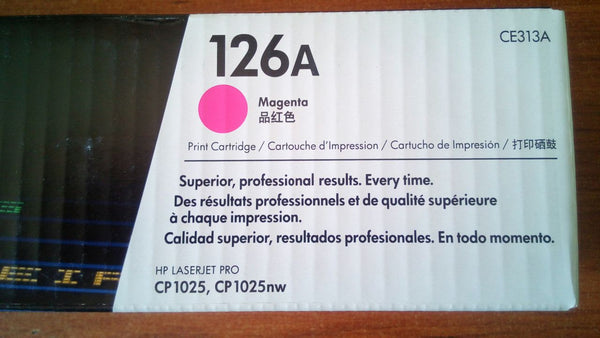 126A
CE313A
Magenta
品红色
Print Cartridge / Cartouche d'Impression / Cartucho de Impresión / 打印硒鼓
Superior, professional results. Every time.
Des résultats professionnels et de qualité supérieure
à chaque impression.
Calidad superior, resultados profesionales. En todo momento.
HP LASERJET PRO
CP1025, CP1025nw